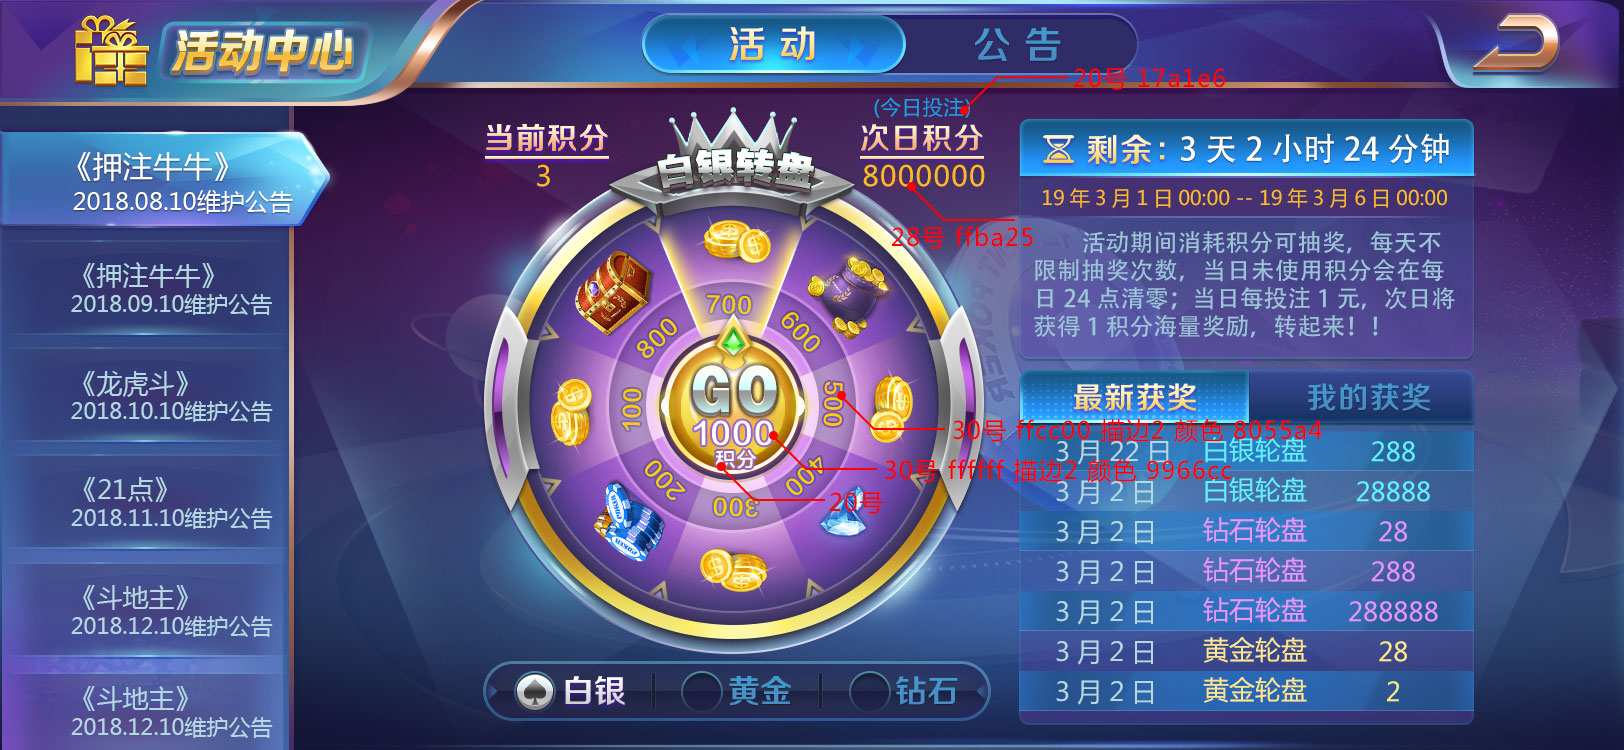 活动中心
活动
公告
20号 17a1e6
(今日投注)
当前积分
3
次日积分
8000000
28号 ffba25
白银转盘
700
600
500
400
300
200
100
800
GO
1000
积分
30号 ffcc00 描边2 颜色 8055a4
30号 ffffff 描边2 颜色 9966cc
20号
白银
黄金
钻石
《押注牛牛》
2018.08.10维护公告
《押注牛牛》
2018.09.10维护公告
《龙虎斗》
2018.10.10维护公告
《21点》
2018.11.10维护公告
《斗地主》
2018.12.10维护公告
《斗地主》
2018.12.10维护公告
剩余：3 天 2 小时 24 分钟
19 年 3 月 1 日 00:00 -- 19 年 3 月 6 日 00:00
活动期间消耗积分可抽奖，每天不
限制抽奖次数，当日未使用积分会在每
日 24 点清零；当日每投注 1 元，次日将
获得 1 积分海量奖励，转起来！！
最新获奖
我的获奖
3 月 22 日 白银轮盘 288
3 月 2 日 白银轮盘 28888
3 月 2 日 钻石轮盘 28
3 月 2 日 钻石轮盘 288
3 月 2 日 钻石轮盘 288888
3 月 2 日 黄金轮盘 28
3 月 2 日 黄金轮盘 2